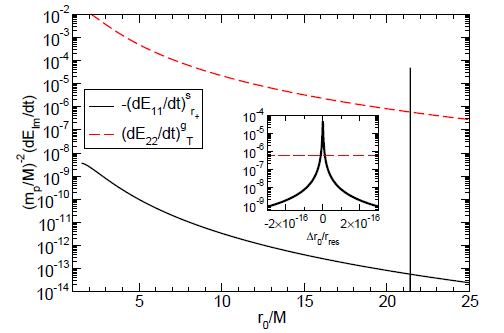 10^-2
10^-3
10^-4
10^-5
10^-6
10^-7
10^-8
10^-9
10^-10
10^-11
10^-12
10^-13
10^-14
(m_p/M)^-2 (dE_lm/dt)
-(dE_11/dt)^s_r+
(dE_22/dt)^g_T
10^-4
10^-5
10^-6
10^-7
10^-8
10^-9
-2×10^-16 0 2×10^-16
Δr_0/r_res
5 10 15 20 25
r_0/M